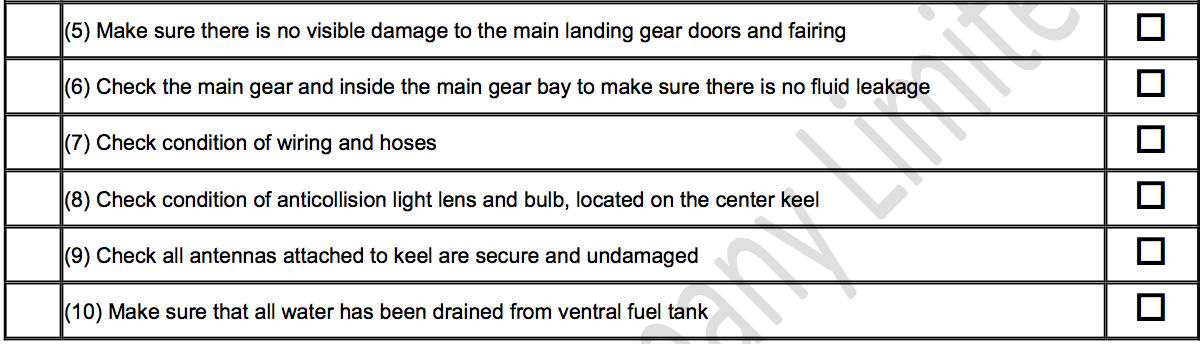 (5) Make sure there is no visible damage to the main landing gear doors and fairing
(6) Check the main gear and inside the main gear bay to make sure there is no fluid leakage
(7) Check condition of wiring and hoses
(8) Check condition of anticollision light lens and bulb, located on the center keel
(9) Check all antennas attached to keel are secure and undamaged
(10) Make sure that all water has been drained from ventral fuel tank